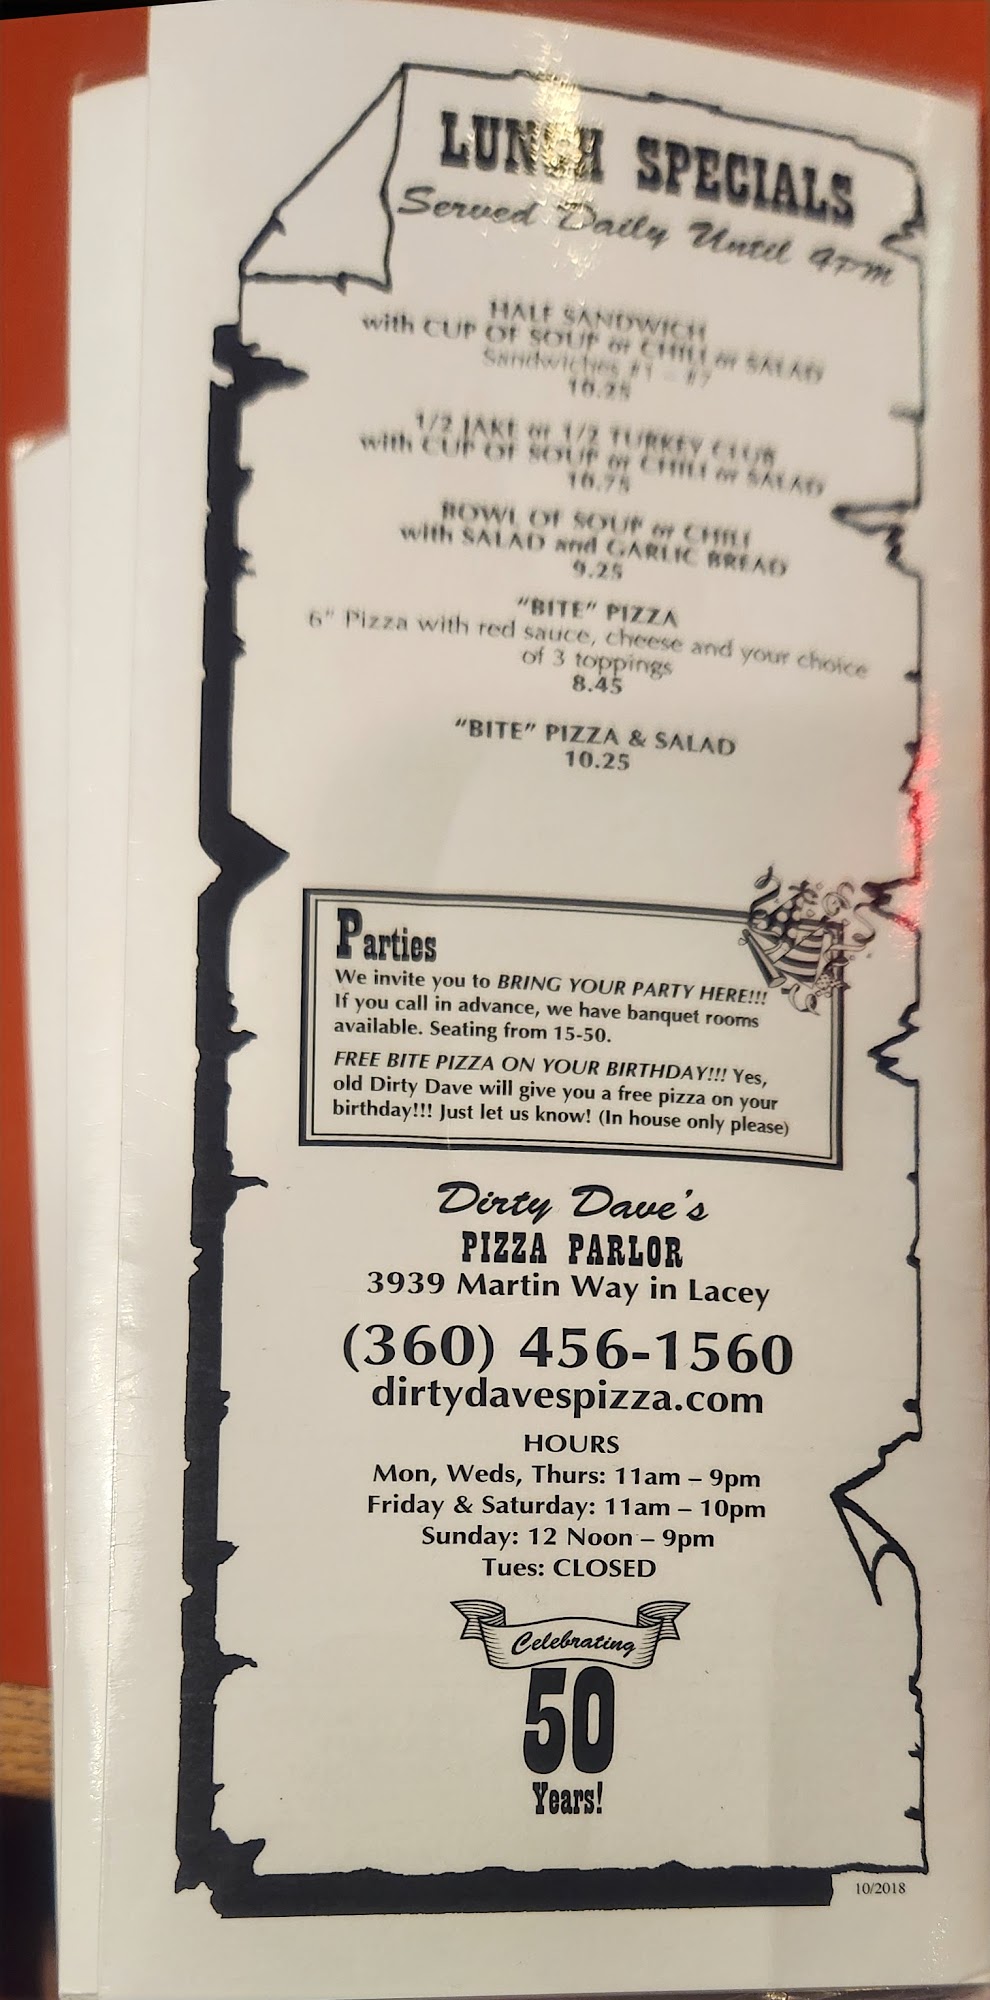 LUNCH SPECIALS
Served Daily Until 4PM
HALF SANDWICH
with CUP OF SOUP or CHILI or SALAD
Sandwiches #1 - #7
10.25
1/2 JAKE or 1/2 TURKEY CLUB
with CUP OF SOUP or CHILI or SALAD
10.75
BOWL OF SOUP or CHILI
with SALAD and GARLIC BREAD
9.25
"BITE" PIZZA
6" Pizza with red sauce, cheese and your choice
of 3 toppings
8.45
"BITE" PIZZA & SALAD
10.25
Parties
We invite you to BRING YOUR PARTY HERE!!!
If you call in advance, we have banquet rooms
available. Seating from 15-50.
FREE BITE PIZZA ON YOUR BIRTHDAY!!! Yes,
old Dirty Dave will give you a free pizza on your
birthday!!! Just let us know! (In house only please)
Dirty Dave's
PIZZA PARLOR
3939 Martin Way in Lacey
(360) 456-1560
dirtydavespizza.com
HOURS
Mon, Weds, Thurs: 11am – 9pm
Friday & Saturday: 11am – 10pm
Sunday: 12 Noon – 9pm
Tues: CLOSED
Celebrating
50
Years!
10/2018